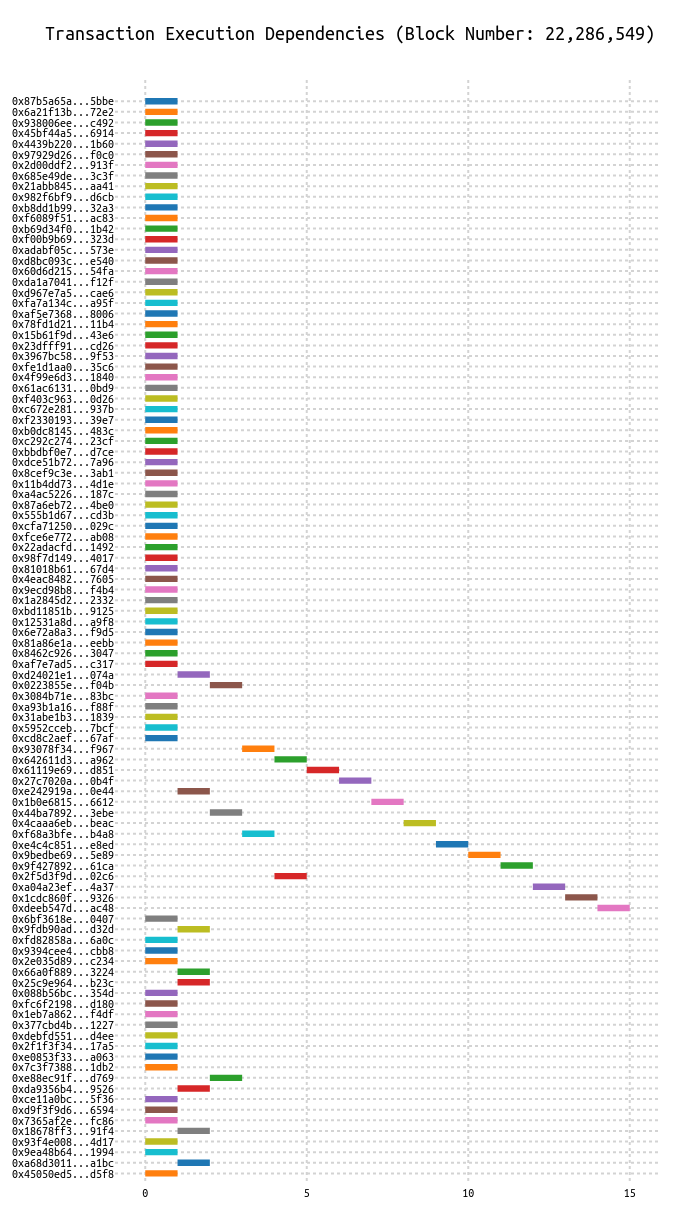 Transaction Execution Dependencies (Block Number: 22,286,549)
0x87b5a65a...5bbe
0x6a21f13b...72e2
0x938006ee...c492
0x45bf44a5...6914
0x4439b220...1b60
0x97929d26...f0c0
0x2d00ddf2...913f
0x685e49de...3c3f
0x21abb845...aa41
0x982f6bf9...d6cb
0xb8dd1b99...32a3
0xf6089f51...ac83
0xb69d34f0...1b42
0xf00b9b69...323d
0xadabf05c...573e
0xd8bc093c...e540
0x60d6d215...54fa
0xda1a7041...f12f
0xd967e7a5...cae6
0xfa7a134c...a95f
0xaf5e7368...8006
0x78fd1d21...11b4
0x15b61f9d...43e6
0x23dfff91...cd26
0x3967bc58...9f53
0xfe1d1aa0...35c6
0x4f99e6d3...1840
0x61ac6131...0bd9
0xf403c963...0d26
0xc672e281...937b
0xf2330193...39e7
0xb0dc8145...483c
0xc292c274...23cf
0xbbdbf0e7...d7ce
0xdce51b72...7a96
0x8cef9c3e...3ab1
0x11b4dd73...4d1e
0xa4ac5226...187c
0x87a6eb72...4be0
0x555b1d67...cd3b
0xcfa71250...029c
0xfce6e772...ab08
0x22adacfd...1492
0x98f7d149...4017
0x81018b61...67d4
0x4eac8482...7605
0x9ecd98b8...f4b4
0x1a2845d2...2332
0xbd11851b...9125
0x12531a8d...a9f8
0x6e72a8a3...f9d5
0x81a86e1a...eebb
0x8462c926...3047
0xaf7e7ad5...c317
0xd24021e1...074a
0x0223855e...f04b
0x3084b71e...83bc
0xa93b1a16...f88f
0x31abe1b3...1839
0x5952cceb...7bcf
0xcd8c2aef...67af
0x93078f34...f967
0x642611d3...a962
0x61119e69...d851
0x27c7020a...0b4f
0xe242919a...0e44
0x1b0e6815...6612
0x44ba7892...3ebe
0x4caaa6eb...beac
0xf68a3bfe...b4a8
0xe4c4c851...e8ed
0x9bedbe69...5e89
0x9f427892...61ca
0x2f5d3f9d...02c6
0xa04a23ef...4a37
0x1cdc860f...9326
0xdeeb547d...ac48
0x6bf3618e...0407
0x9fdb90ad...d32d
0xfd82858a...6a0c
0x9394cee4...cbb8
0x2e035d89...c234
0x66a0f889...3224
0x25c9e964...b23c
0x088b56bc...354d
0xfc6f2198...d180
0x1eb7a862...f4df
0x377cbd4b...1227
0xdebfd551...d4ee
0x2f1f3f34...17a5
0xe0853f33...a063
0x7c3f7388...1db2
0xe88ec91f...d769
0xda9356b4...9526
0xce11a0bc...5f36
0xd9f3f9d6...6594
0x7365af2e...fc86
0x18678ff3...91f4
0x93f4e008...4d17
0x9ea48b64...1994
0xa68d3011...a1bc
0x45050ed5...d5f8
0 5 10 15